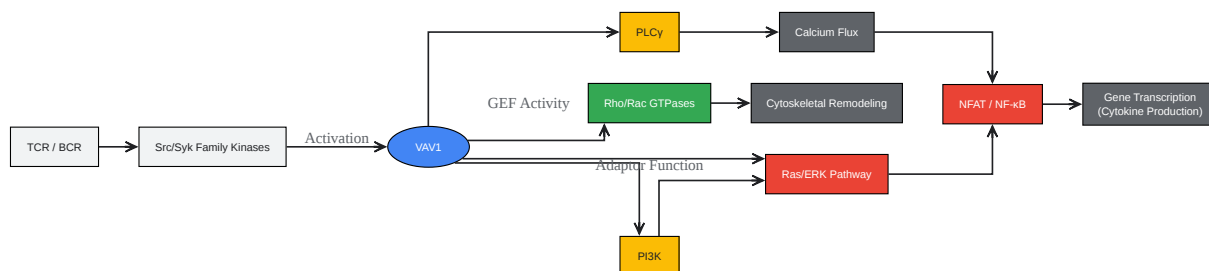 PLCγ
Calcium Flux
GEF Activity
Rho/Rac GTPases
Cytoskeletal Remodeling
NFAT / NF-κB
Gene Transcription
(Cytokine Production)
TCR / BCR
Src/Syk Family Kinases
Activation
VAV1
Adaptor Function
Ras/ERK Pathway
PI3K